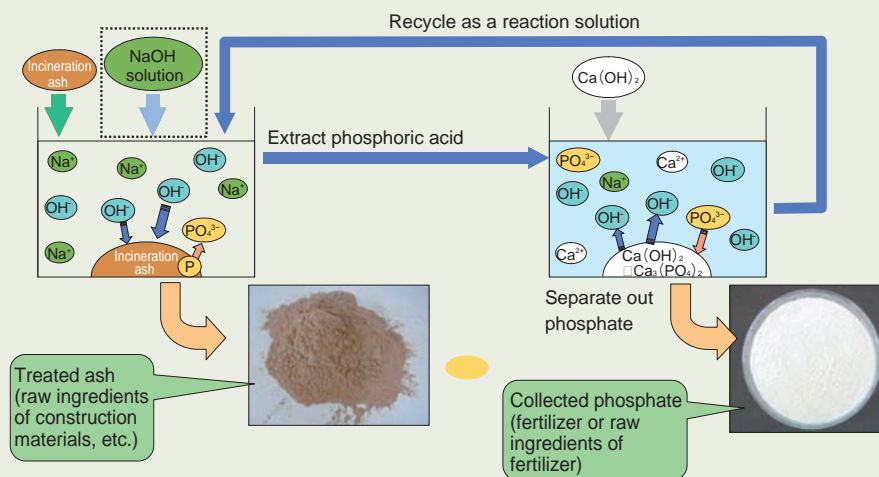 Recycle as a reaction solution
Incineration
ash
NaOH
solution
Ca(OH)₂
Extract phosphoric acid
Na⁺
Na⁺
OH⁻
Na⁺
OH⁻
OH⁻
OH⁻
PO₄³⁻
Na⁺
Incineration
ash
P
PO₄³⁻
Ca²⁺
OH⁻
Na⁺
OH⁻
OH⁻
OH⁻
PO₄³⁻
OH⁻
Ca²⁺
Ca(OH)₂
□Ca₃(PO₄)₂
Separate out
phosphate
Treated ash
(raw ingredients
of construction
materials, etc.)
Collected phosphate
(fertilizer or raw
ingredients of
fertilizer)